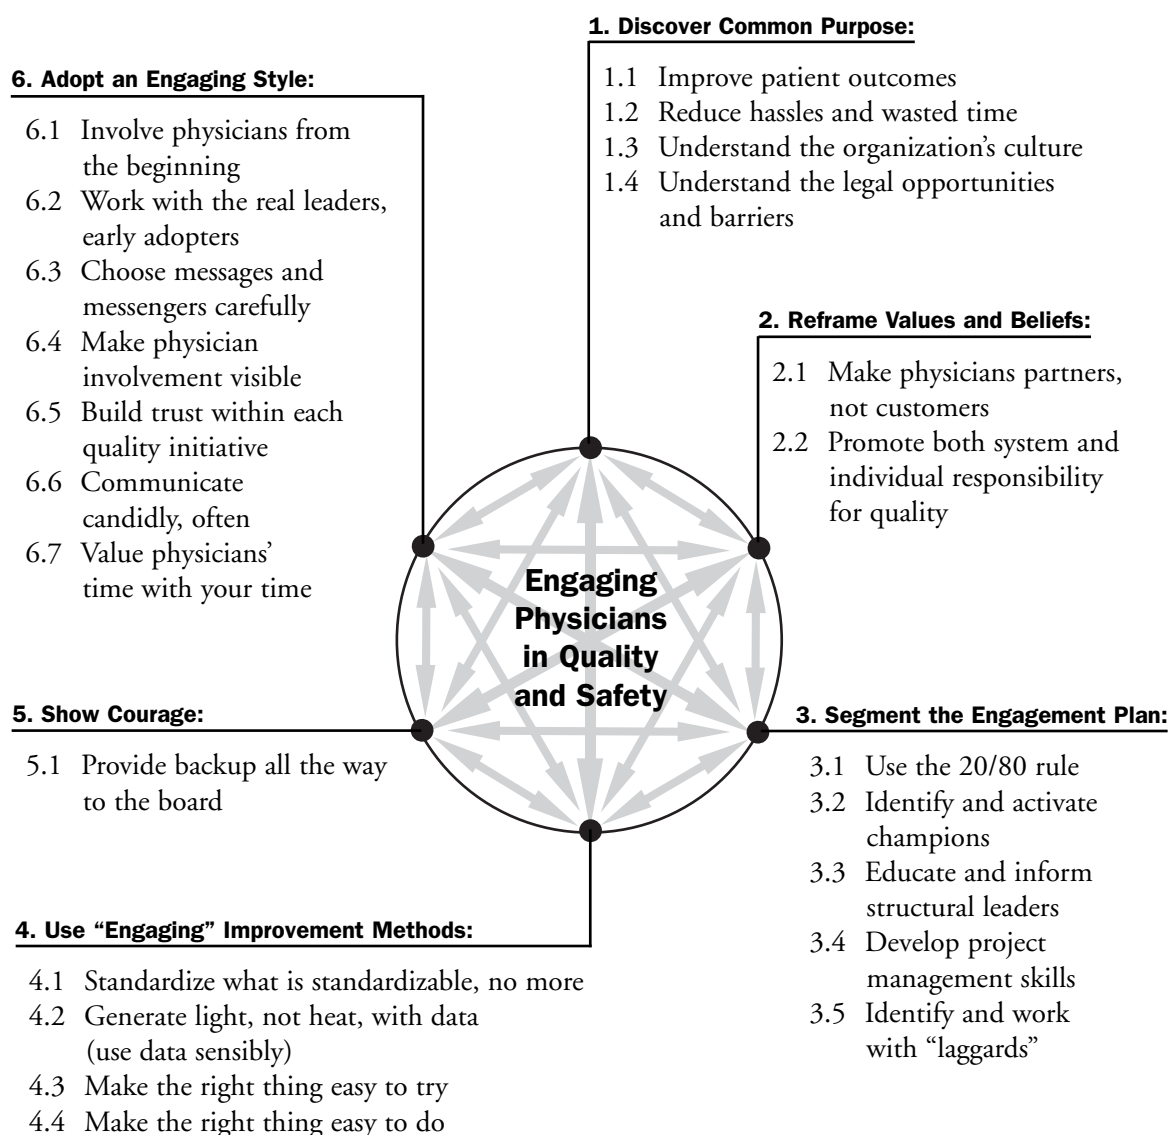 1. Discover Common Purpose:
1.1 Improve patient outcomes
1.2 Reduce hassles and wasted time
1.3 Understand the organization’s culture
1.4 Understand the legal opportunities
and barriers
2. Reframe Values and Beliefs:
2.1 Make physicians partners,
not customers
2.2 Promote both system and
individual responsibility
for quality
3. Segment the Engagement Plan:
3.1 Use the 20/80 rule
3.2 Identify and activate
champions
3.3 Educate and inform
structural leaders
3.4 Develop project
management skills
3.5 Identify and work
with “laggards”
4. Use “Engaging” Improvement Methods:
4.1 Standardize what is standardizable, no more
4.2 Generate light, not heat, with data
(use data sensibly)
4.3 Make the right thing easy to try
4.4 Make the right thing easy to do
5. Show Courage:
5.1 Provide backup all the way
to the board
6. Adopt an Engaging Style:
6.1 Involve physicians from
the beginning
6.2 Work with the real leaders,
early adopters
6.3 Choose messages and
messengers carefully
6.4 Make physician
involvement visible
6.5 Build trust within each
quality initiative
6.6 Communicate
candidly, often
6.7 Value physicians’
time with your time
Engaging
Physicians
in Quality
and Safety